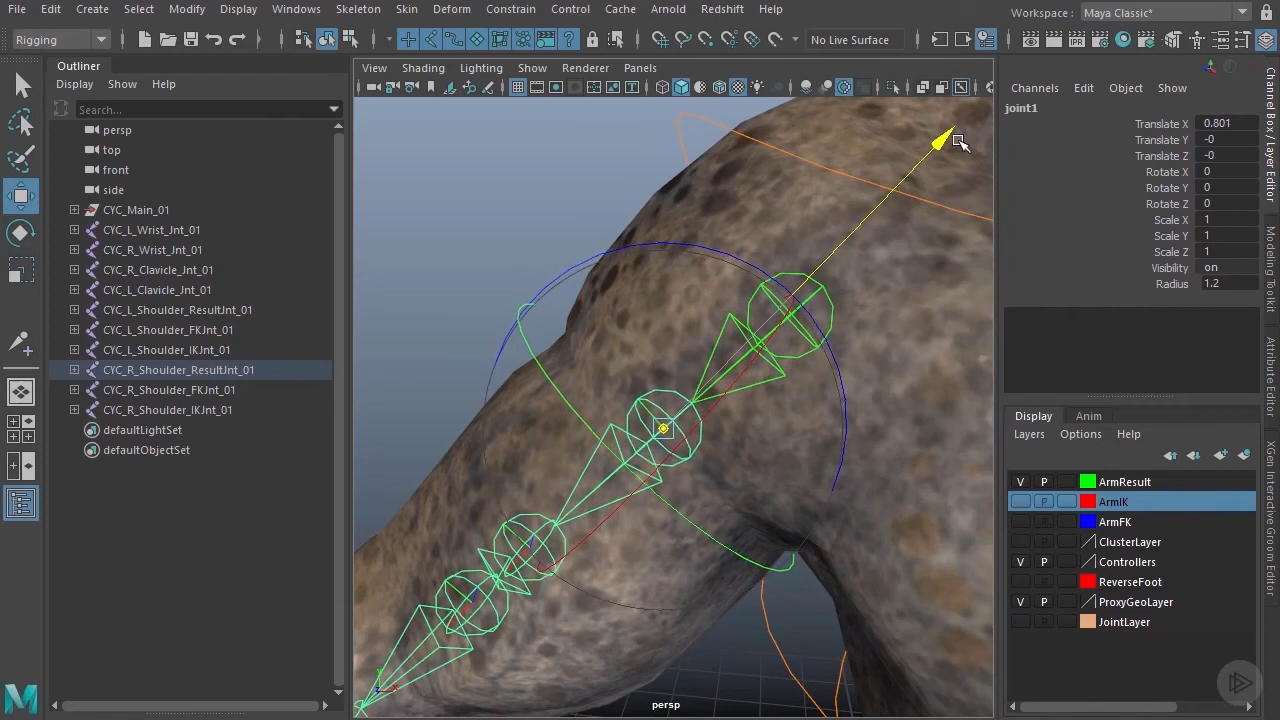 File Edit Create Select Modify Display Windows Skeleton Skin Deform Constrain Control Cache Arnold Redshift Help
Workspace : Maya Classic*
Rigging
No Live Surface
Outliner
Display Show Help
Search...
persp
top
front
side
CYC_Main_01
CYC_L_Wrist_Jnt_01
CYC_R_Wrist_Jnt_01
CYC_R_Clavicle_Jnt_01
CYC_L_Clavicle_Jnt_01
CYC_L_Shoulder_ResultJnt_01
CYC_L_Shoulder_FKJnt_01
CYC_L_Shoulder_IKJnt_01
CYC_R_Shoulder_ResultJnt_01
CYC_R_Shoulder_FKJnt_01
CYC_R_Shoulder_IKJnt_01
defaultLightSet
defaultObjectSet
View Shading Lighting Show Renderer Panels
persp
Channels Edit Object Show
joint1
Translate X 0.801
Translate Y -0
Translate Z -0
Rotate X 0
Rotate Y 0
Rotate Z 0
Scale X 1
Scale Y 1
Scale Z 1
Visibility on
Radius 1.2
Display Anim
Layers Options Help
V P ArmResult
P ArmIK
ArmFK
ClusterLayer
V P Controllers
ReverseFoot
V P ProxyGeoLayer
JointLayer
Channel Box / Layer Editor
Modeling Toolkit
Attribute Editor
XGen Interactive Groom Editor